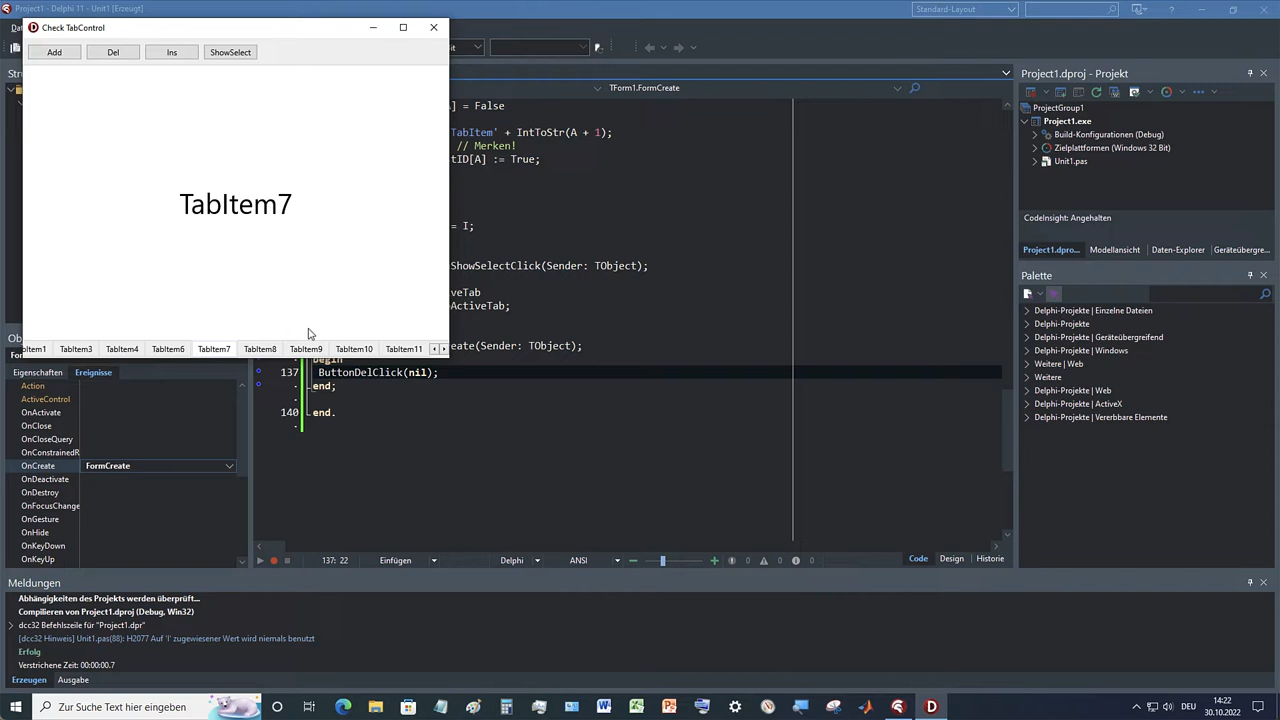 Project1 - Delphi 11 - Unit1 [Erzeugt]
Standard-Layout
Check TabControl
Add
Del
Ins
ShowSelect
TabItem7
TabItem3
TabItem4
TabItem6
TabItem7
TabItem8
TabItem9
TabItem10
TabItem11
TForm1.FormCreate
] = False
TabItem' + IntToStr(A + 1);
// Merken!
tID[A] := True;
= I;
ShowSelectClick(Sender: TObject);
veTab
ActiveTab;
eate(Sender: TObject);
begin
137 ButtonDelClick(nil);
end;
140 end.
137: 22
Einfügen
Delphi
ANSI
0
0
0
Code
Design
Historie
Eigenschaften
Ereignisse
Action
ActiveControl
OnActivate
OnClose
OnCloseQuery
OnConstrainedR
OnCreate
FormCreate
OnDeactivate
OnDestroy
OnFocusChange
OnGesture
OnHide
OnKeyDown
OnKeyUp
Project1.dproj - Projekt
ProjectGroup1
Project1.exe
Build-Konfigurationen (Debug)
Zielplattformen (Windows 32 Bit)
Unit1.pas
CodeInsight: Angehalten
Project1.dpro...
Modellansicht
Daten-Explorer
Geräteübergre...
Palette
Delphi-Projekte | Einzelne Dateien
Delphi-Projekte
Delphi-Projekte | Geräteübergreifend
Delphi-Projekte | Windows
Weitere
Delphi-Projekte | Web
Delphi-Projekte | ActiveX
Delphi-Projekte | Vererbbare Elemente
Meldungen
Abhängigkeiten des Projekts werden überprüft...
Compilieren von Project1.dproj (Debug, Win32)
dcc32 Befehlszeile für "Project1.dpr"
[dcc32 Hinweis] Unit1.pas(88): H2077 Auf 'I' zugewiesener Wert wird niemals benutzt
Erfolg
Verstrichene Zeit: 00:00:00.7
Erzeugen
Ausgabe
Zur Suche Text hier eingeben
DEU
14:22
30.10.2022